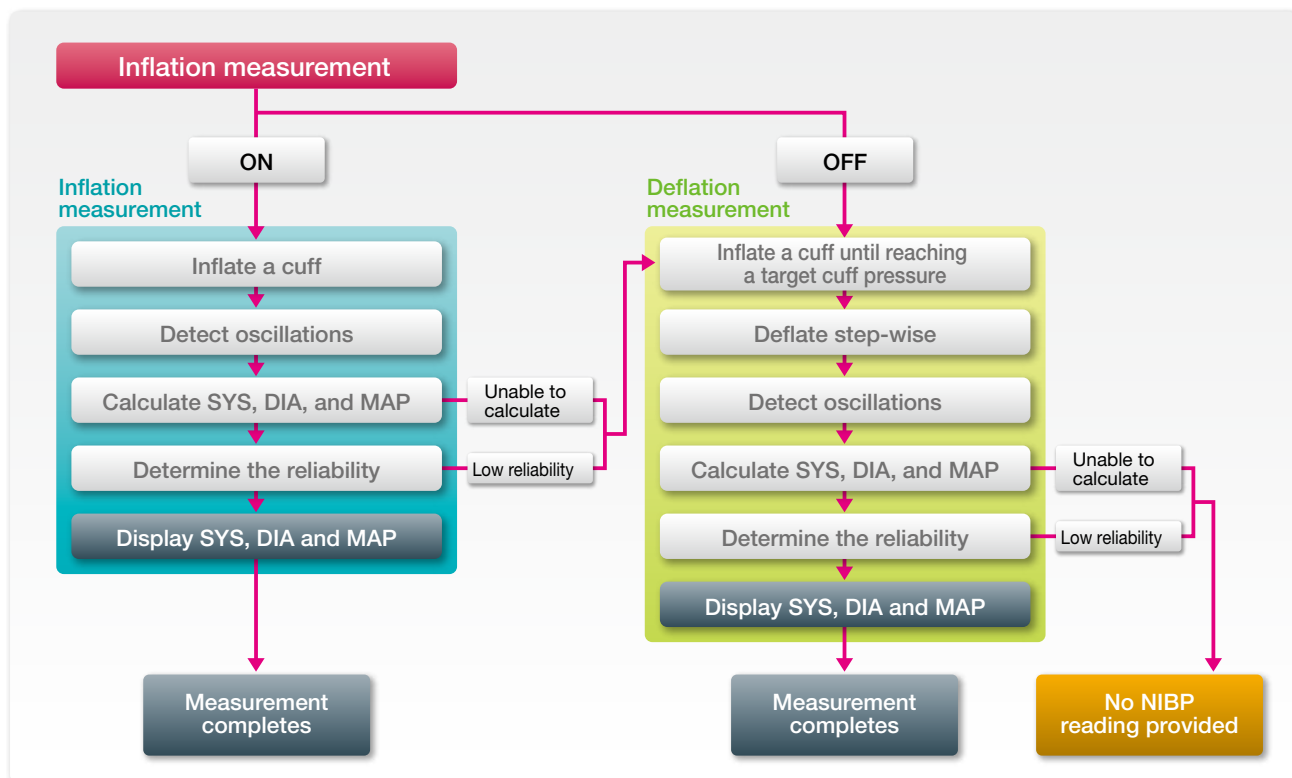 Inflation measurement
ON
OFF
Inflation
measurement
Inflate a cuff
Detect oscillations
Calculate SYS, DIA, and MAP
Unable to
calculate
Determine the reliability
Low reliability
Display SYS, DIA and MAP
Measurement
completes
Deflation
measurement
Inflate a cuff until reaching
a target cuff pressure
Deflate step-wise
Detect oscillations
Calculate SYS, DIA, and MAP
Unable to
calculate
Determine the reliability
Low reliability
Display SYS, DIA and MAP
Measurement
completes
No NIBP
reading provided